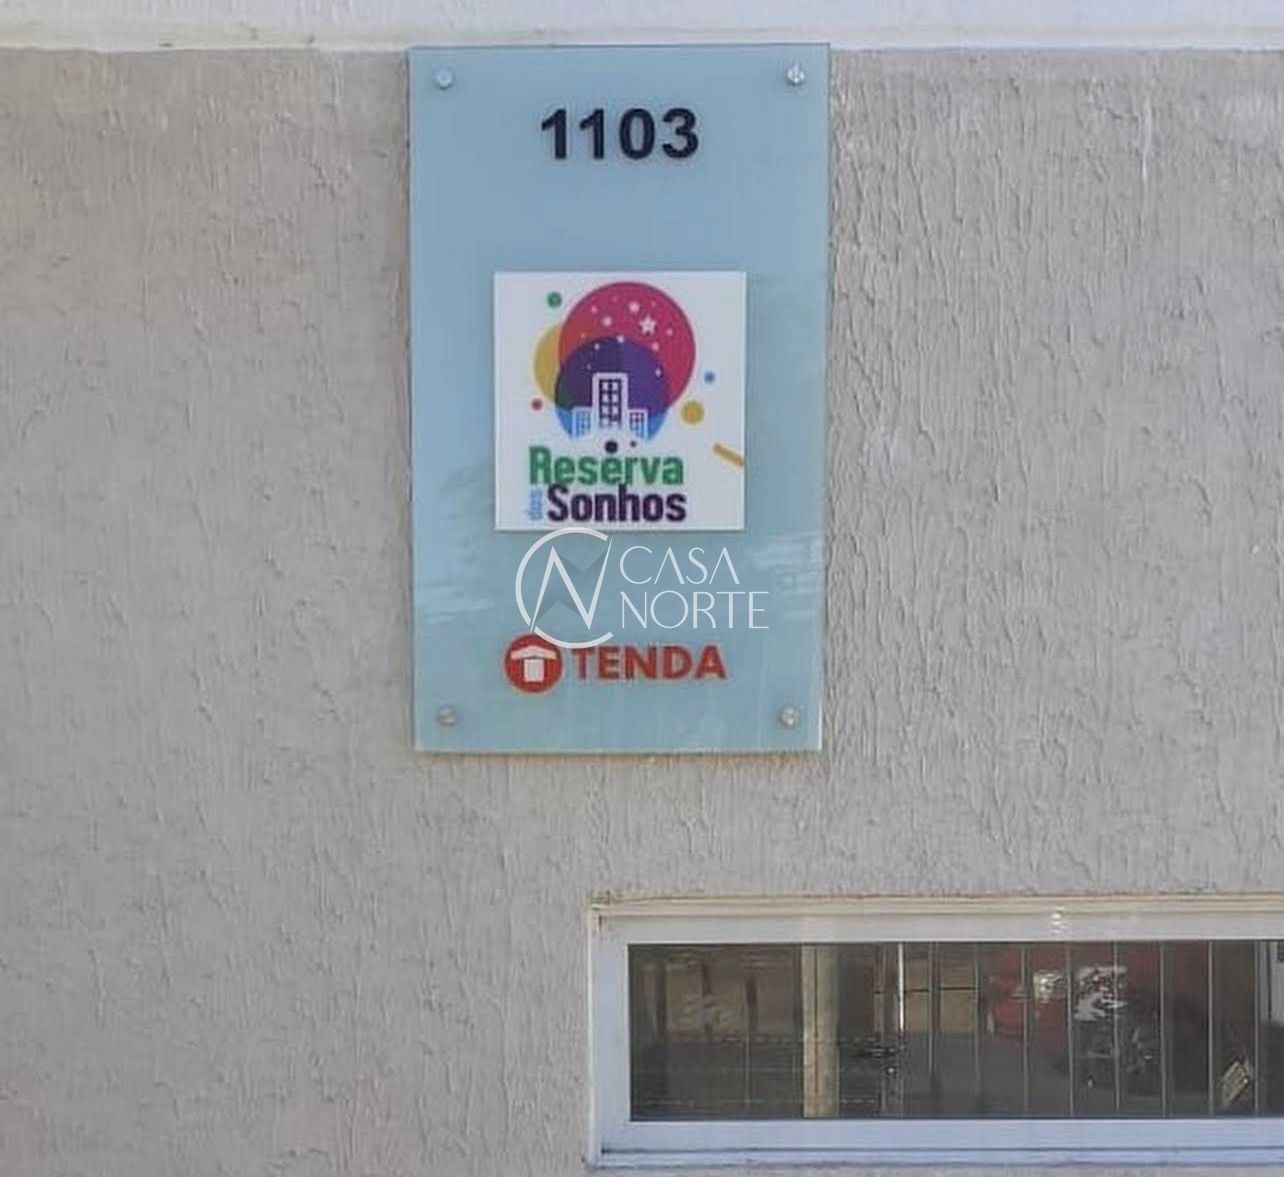 1103
Reserva
dos Sonhos
CASA
NORTE
TENDA